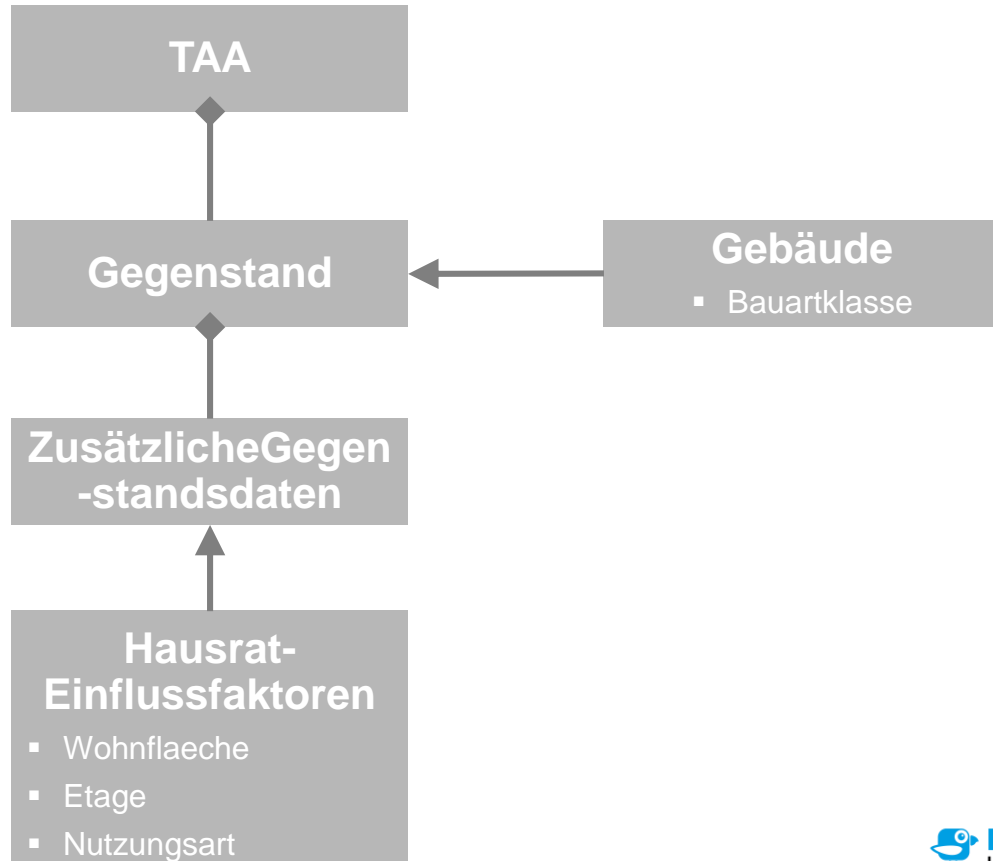 TAA
Gegenstand
Gebäude
▪ Bauartklasse
ZusätzlicheGegen
-standsdaten
Hausrat-
Einflussfaktoren
▪ Wohnflaeche
▪ Etage
▪ Nutzungsart